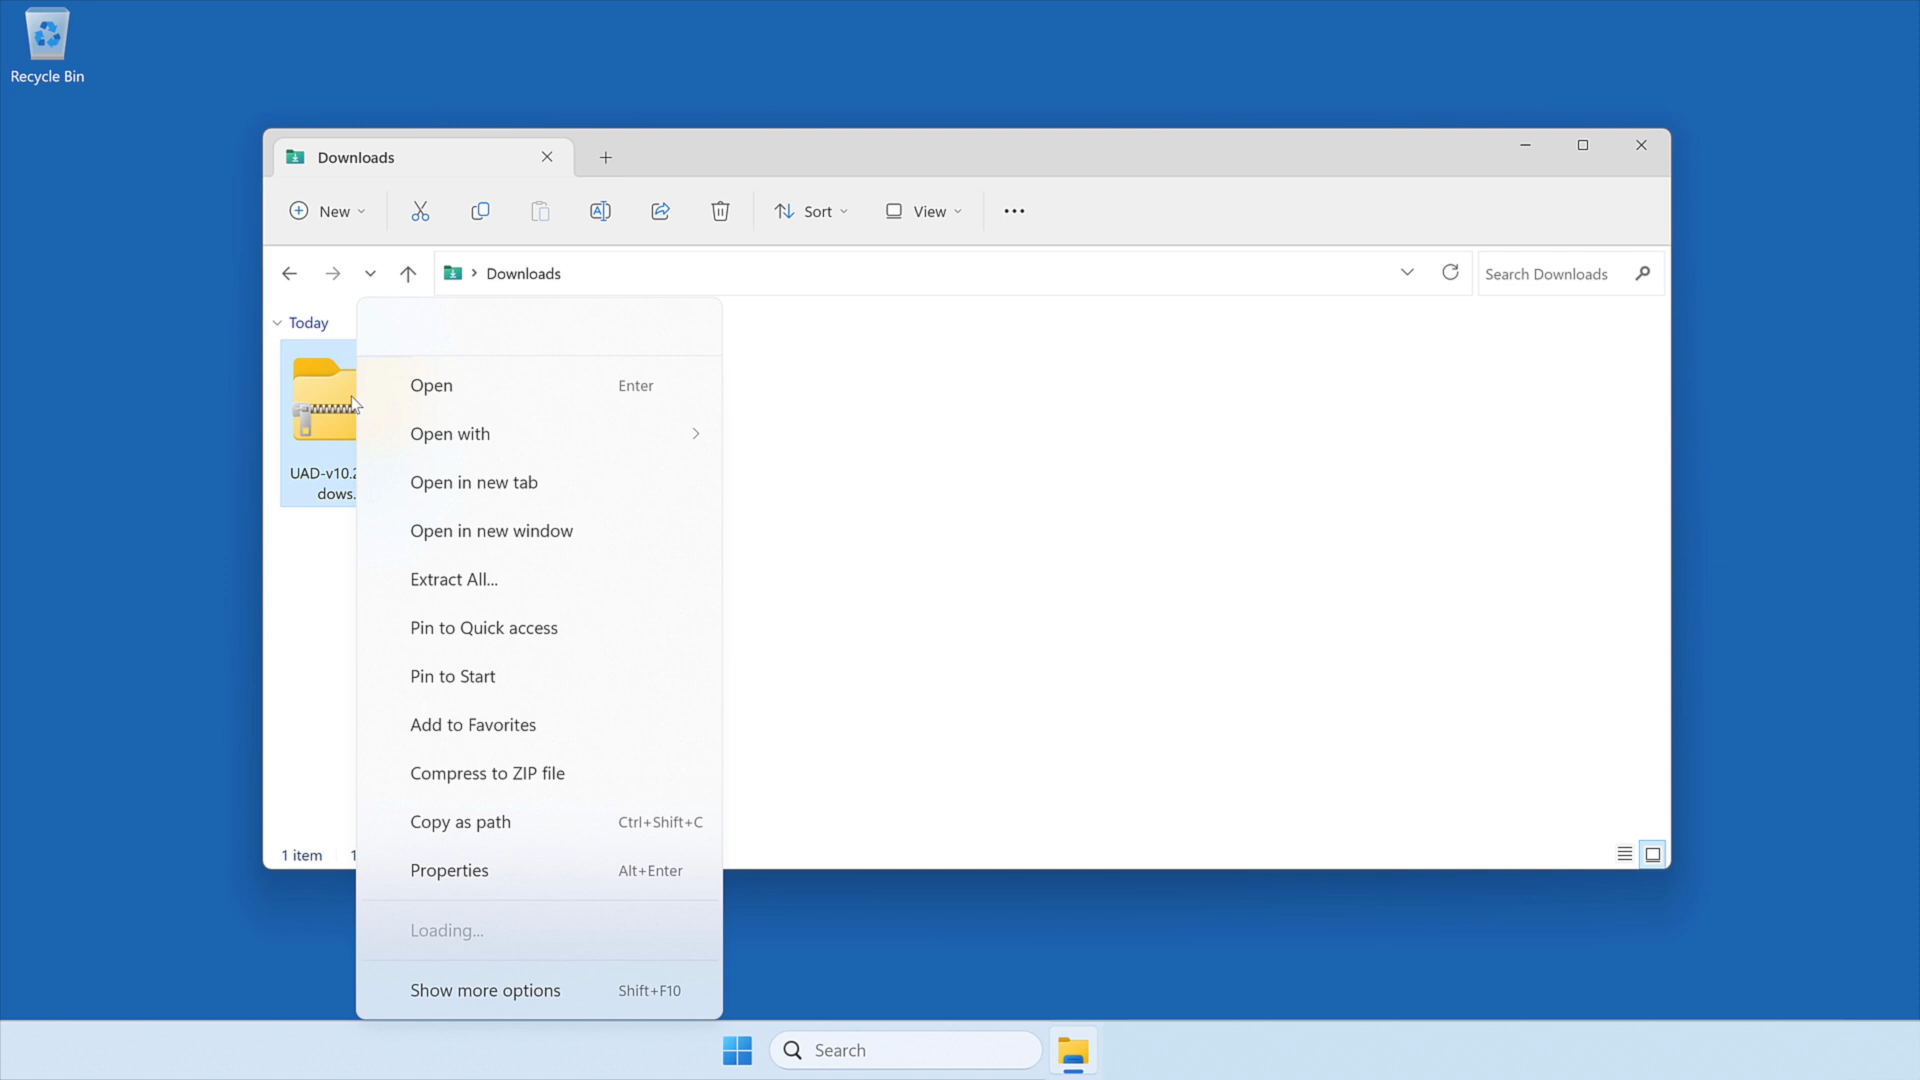 Recycle Bin
Downloads
New
Sort
View
Downloads
Search Downloads
Today
UAD-v10.2
dows.
Open Enter
Open with
Open in new tab
Open in new window
Extract All...
Pin to Quick access
Pin to Start
Add to Favorites
Compress to ZIP file
Copy as path Ctrl+Shift+C
Properties Alt+Enter
Loading...
Show more options Shift+F10
1 item 1
Search